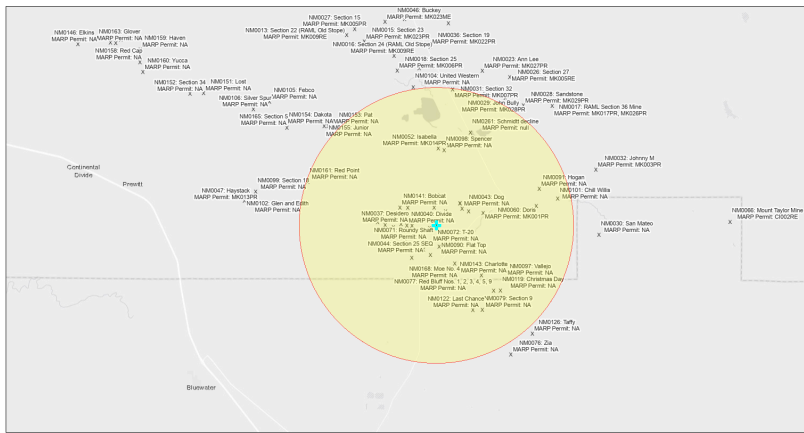 NM0046: Buckey
MARP Permit: MK023ME
NM0027: Section 15
MARP Permit: MK005PR
NM0013: Section 22 (RAML, Old Stope)
MARP Permit: MK009RE
NM0015: Section 23
MARP Permit: MK023PR
NM0036: Section 19
MARP Permit: MK022PR
NM0016: Section 24 (RAML Old Stope)
MARP Permit: MK009RE
NM0146: Elkins
MARP Permit: NA
NM0163: Glover
MARP Permit: NA
NM0159: Haven
MARP Permit: NA
NM0158: Red Cap
MARP Permit: NA
NM0160: Yucca
MARP Permit: NA
NM0018: Section 25
MARP Permit: MK006PR
NM0023: Ann Lee
MARP Permit: MK027PR
NM0026: Section 27
MARP Permit: MK005RE
NM0104: United Western
MARP Permit: NA
NM0152: Section 34
MARP Permit: NA
NM0151: Lost
MARP Permit: NA
NM0105: Febco
MARP Permit: NA
NM0106: Silver Spur
MARP Permit: NA
NM0031: Section 32
MARP Permit: MK007PR
NM0028: Sandstone
MARP Permit: MK029PR
NM0029: John Bully
MARP Permit: MK028PR
NM0017: RAML Section 36 Mine
MARP Permit: MK017PR, MK026PR
NM0165: Section 5
MARP Permit: NA
NM0154: Dakota
MARP Permit: NA
NM0153: Pat
MARP Permit: NA
NM0155: Junior
MARP Permit: NA
NM0261: Schmidt decline
MARP Permit: null
NM0052: Isabella
MARP Permit: MK014PR
NM0098: Spencer
MARP Permit: NA
NM0032: Johnny M
MARP Permit: MK003PR
Continental
Divide
Prewitt
NM0161: Red Point
MARP Permit: NA
NM0099: Section 18
MARP Permit: NA
NM0047: Haystack
MARP Permit: MK013PR
NM0102: Glen and Edith
MARP Permit: NA
NM0091: Hogan
MARP Permit: NA
NM0101: Chill Willis
MARP Permit: NA
NM0141: Bobcat
MARP Permit: NA
NM0043: Dog
MARP Permit: NA
NM0060: Doris
MARP Permit: MK001PR
NM0066: Mount Taylor Mine
MARP Permit: CI002RE
NM0037: Desidero
MARP Permit: NA
NM0040: Divide
MARP Permit: NA
NM0030: San Mateo
MARP Permit: NA
NM0071: Roundy Shaft
MARP Permit: NA
NM0072: T-20
MARP Permit: NA
NM0044: Section 25 SEQ
MARP Permit: NA
NM0090: Flat Top
MARP Permit: NA
NM0168: Moe No. 4
MARP Permit: NA
NM0143: Charlotte
MARP Permit: NA
NM0097: Vallejo
MARP Permit: NA
NM0077: Red Bluff Nos. 1, 2, 3, 4, 5, 9
MARP Permit: NA
NM0119: Christmas Day
MARP Permit: NA
NM0122: Last Chance
MARP Permit: NA
NM0079: Section 9
MARP Permit: NA
NM0126: Taffy
MARP Permit: NA
NM0076: Zia
MARP Permit: NA
Bluewater